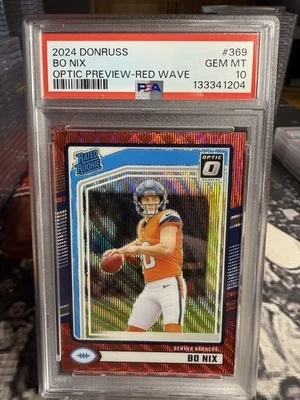 2024 DONRUSS #369
BO NIX GEM MT
OPTIC PREVIEW-RED WAVE 10
PSA 133341204
RATED ROOKIE
OPTIC
DENVER BRONCOS
BO NIX